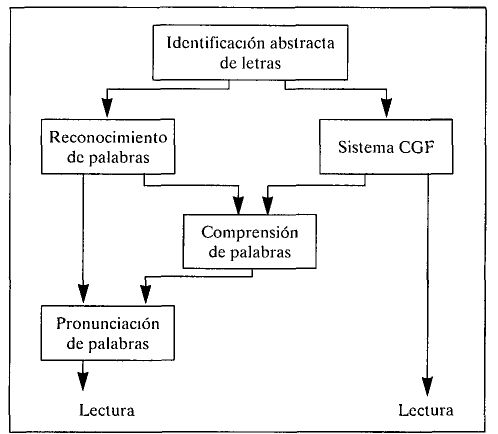 Identificación abstracta
de letras
Reconocimiento
de palabras
Sistema CGF
Comprensión
de palabras
Pronunciación
de palabras
Lectura
Lectura